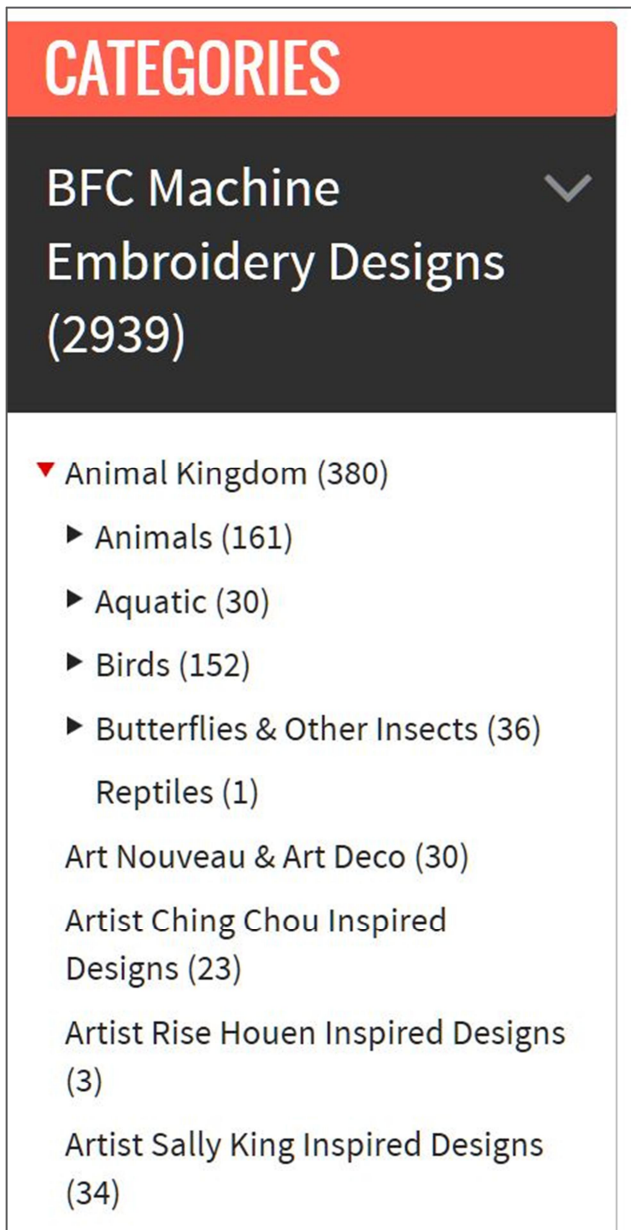 CATEGORIES
BFC Machine
Embroidery Designs
(2939)
Animal Kingdom (380)
Animals (161)
Aquatic (30)
Birds (152)
Butterflies & Other Insects (36)
Reptiles (1)
Art Nouveau & Art Deco (30)
Artist Ching Chou Inspired
Designs (23)
Artist Rise Houen Inspired Designs
(3)
Artist Sally King Inspired Designs
(34)